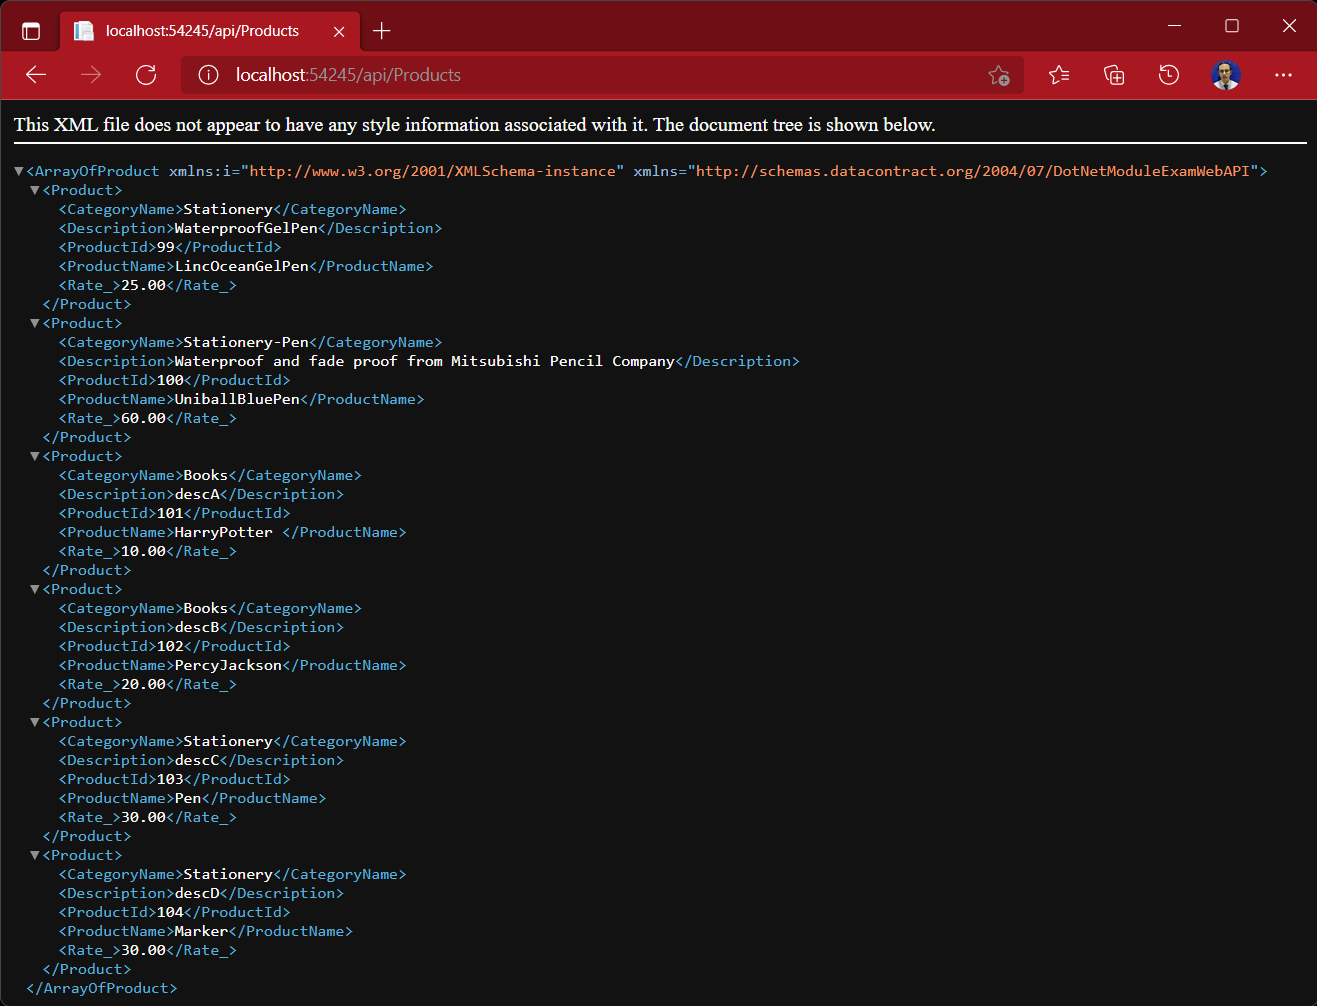 localhost:54245/api/Products
localhost:54245/api/Products
This XML file does not appear to have any style information associated with it. The document tree is shown below.
▼<ArrayOfProduct xmlns:i="http://www.w3.org/2001/XMLSchema-instance" xmlns="http://schemas.datacontract.org/2004/07/DotNetModuleExamWebAPI">
▼<Product>
<CategoryName>Stationery</CategoryName>
<Description>WaterproofGelPen</Description>
<ProductId>99</ProductId>
<ProductName>LincOceanGelPen</ProductName>
<Rate_>25.00</Rate_>
</Product>
▼<Product>
<CategoryName>Stationery-Pen</CategoryName>
<Description>Waterproof and fade proof from Mitsubishi Pencil Company</Description>
<ProductId>100</ProductId>
<ProductName>UniballBluePen</ProductName>
<Rate_>60.00</Rate_>
</Product>
▼<Product>
<CategoryName>Books</CategoryName>
<Description>descA</Description>
<ProductId>101</ProductId>
<ProductName>HarryPotter </ProductName>
<Rate_>10.00</Rate_>
</Product>
▼<Product>
<CategoryName>Books</CategoryName>
<Description>descB</Description>
<ProductId>102</ProductId>
<ProductName>PercyJackson</ProductName>
<Rate_>20.00</Rate_>
</Product>
▼<Product>
<CategoryName>Stationery</CategoryName>
<Description>descC</Description>
<ProductId>103</ProductId>
<ProductName>Pen</ProductName>
<Rate_>30.00</Rate_>
</Product>
▼<Product>
<CategoryName>Stationery</CategoryName>
<Description>descD</Description>
<ProductId>104</ProductId>
<ProductName>Marker</ProductName>
<Rate_>30.00</Rate_>
</Product>
</ArrayOfProduct>